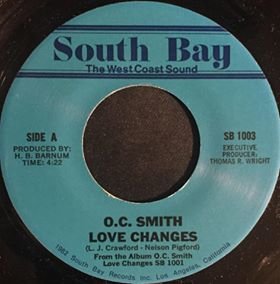 South Bay
The West Coast Sound
SIDE A
PRODUCED BY:
H. B. BARNUM
TIME: 4:22
SB 1003
EXECUTIVE
PRODUCER:
THOMAS R. WRIGHT
O.C. SMITH
LOVE CHANGES
(L. J. Crawford - Nelson Pigford)
From the Album O.C. Smith
Love Changes SB 1001
1982 South Bay Records Inc. Los Angeles, California